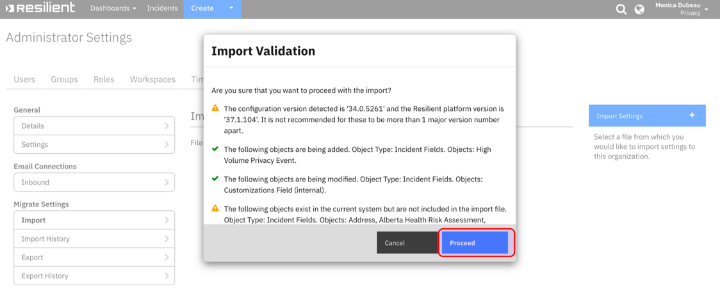 Resilient
Dashboards Incidents Create
Monica Dubeau
Privacy
Administrator Settings
Users Groups Roles Workspaces Tim
General
Details
Settings
Email Connections
Inbound
Migrate Settings
Import
Import History
Export
Export History
Im
File
Import Validation
Are you sure that you want to proceed with the import?
The configuration version detected is '34.0.5261' and the Resilient platform version is
'37.1.104'. It is not recommended for these to be more than 1 major version number
apart.
The following objects are being added. Object Type: Incident Fields. Objects: High
Volume Privacy Event.
The following objects are being modified. Object Type: Incident Fields. Objects:
Customizations Field (internal).
The following objects exist in the current system but are not included in the import file.
Object Type: Incident Fields. Objects: Address, Alberta Health Risk Assessment,
Cancel Proceed
Import Settings +
Select a file from which you
would like to import settings to
this organization.